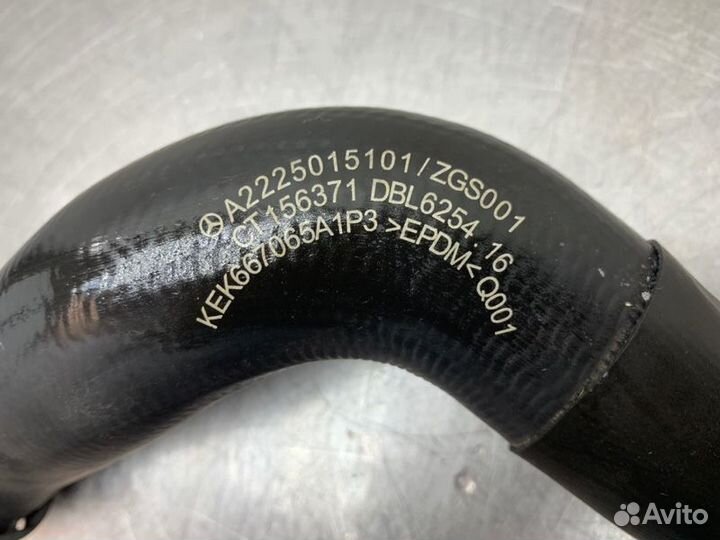 A2225015101/ZGS001
CT156371 DBL6254.16
KEK667065A1P3 >EPDM< Q001
Avito